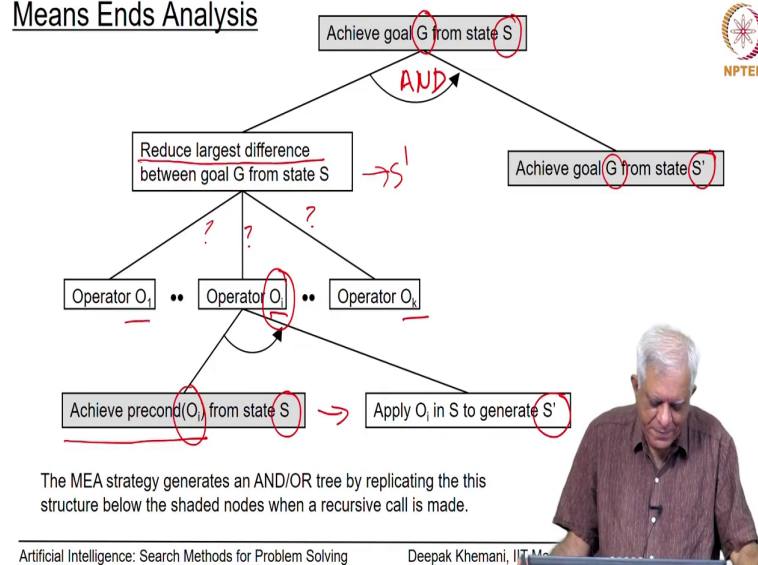 Means Ends Analysis
Achieve goal G from state S
NPTEL
AND
Reduce largest difference
between goal G from state S
→S'
Achieve goal G from state S'
? ? ?
Operator O1 •• Operator Oi •• Operator Ok
Achieve precond(Oi) from state S → Apply Oi in S to generate S'
The MEA strategy generates an AND/OR tree by replicating the this
structure below the shaded nodes when a recursive call is made.
Artificial Intelligence: Search Methods for Problem Solving Deepak Khemani,